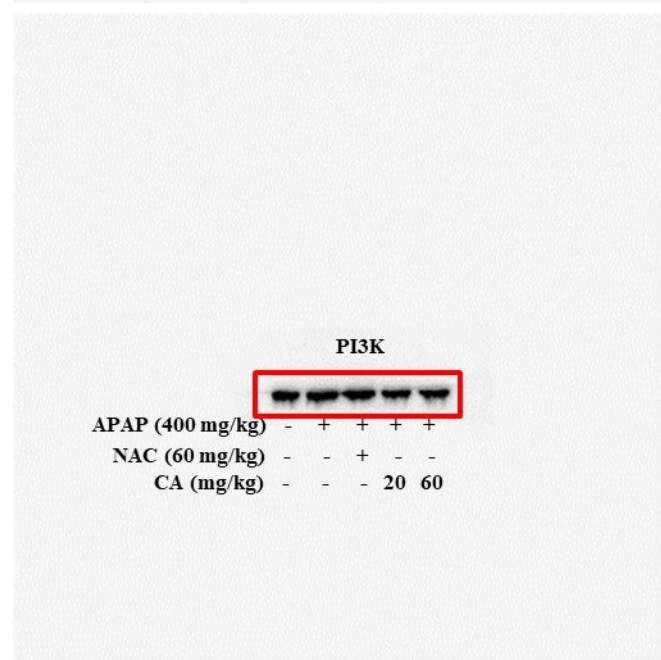 PI3K
APAP (400 mg/kg) - + + + +
NAC (60 mg/kg) - - + - -
CA (mg/kg) - - - 20 60